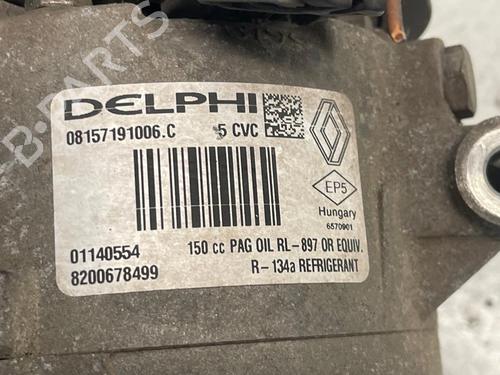 DELPHI
08157191006.C 5 CVC
EP5
Hungary
6570901
01140554
8200678499
150 cc PAG OIL RL-897 OR EQUIV.
R-134a REFRIGERANT
B-PARTS